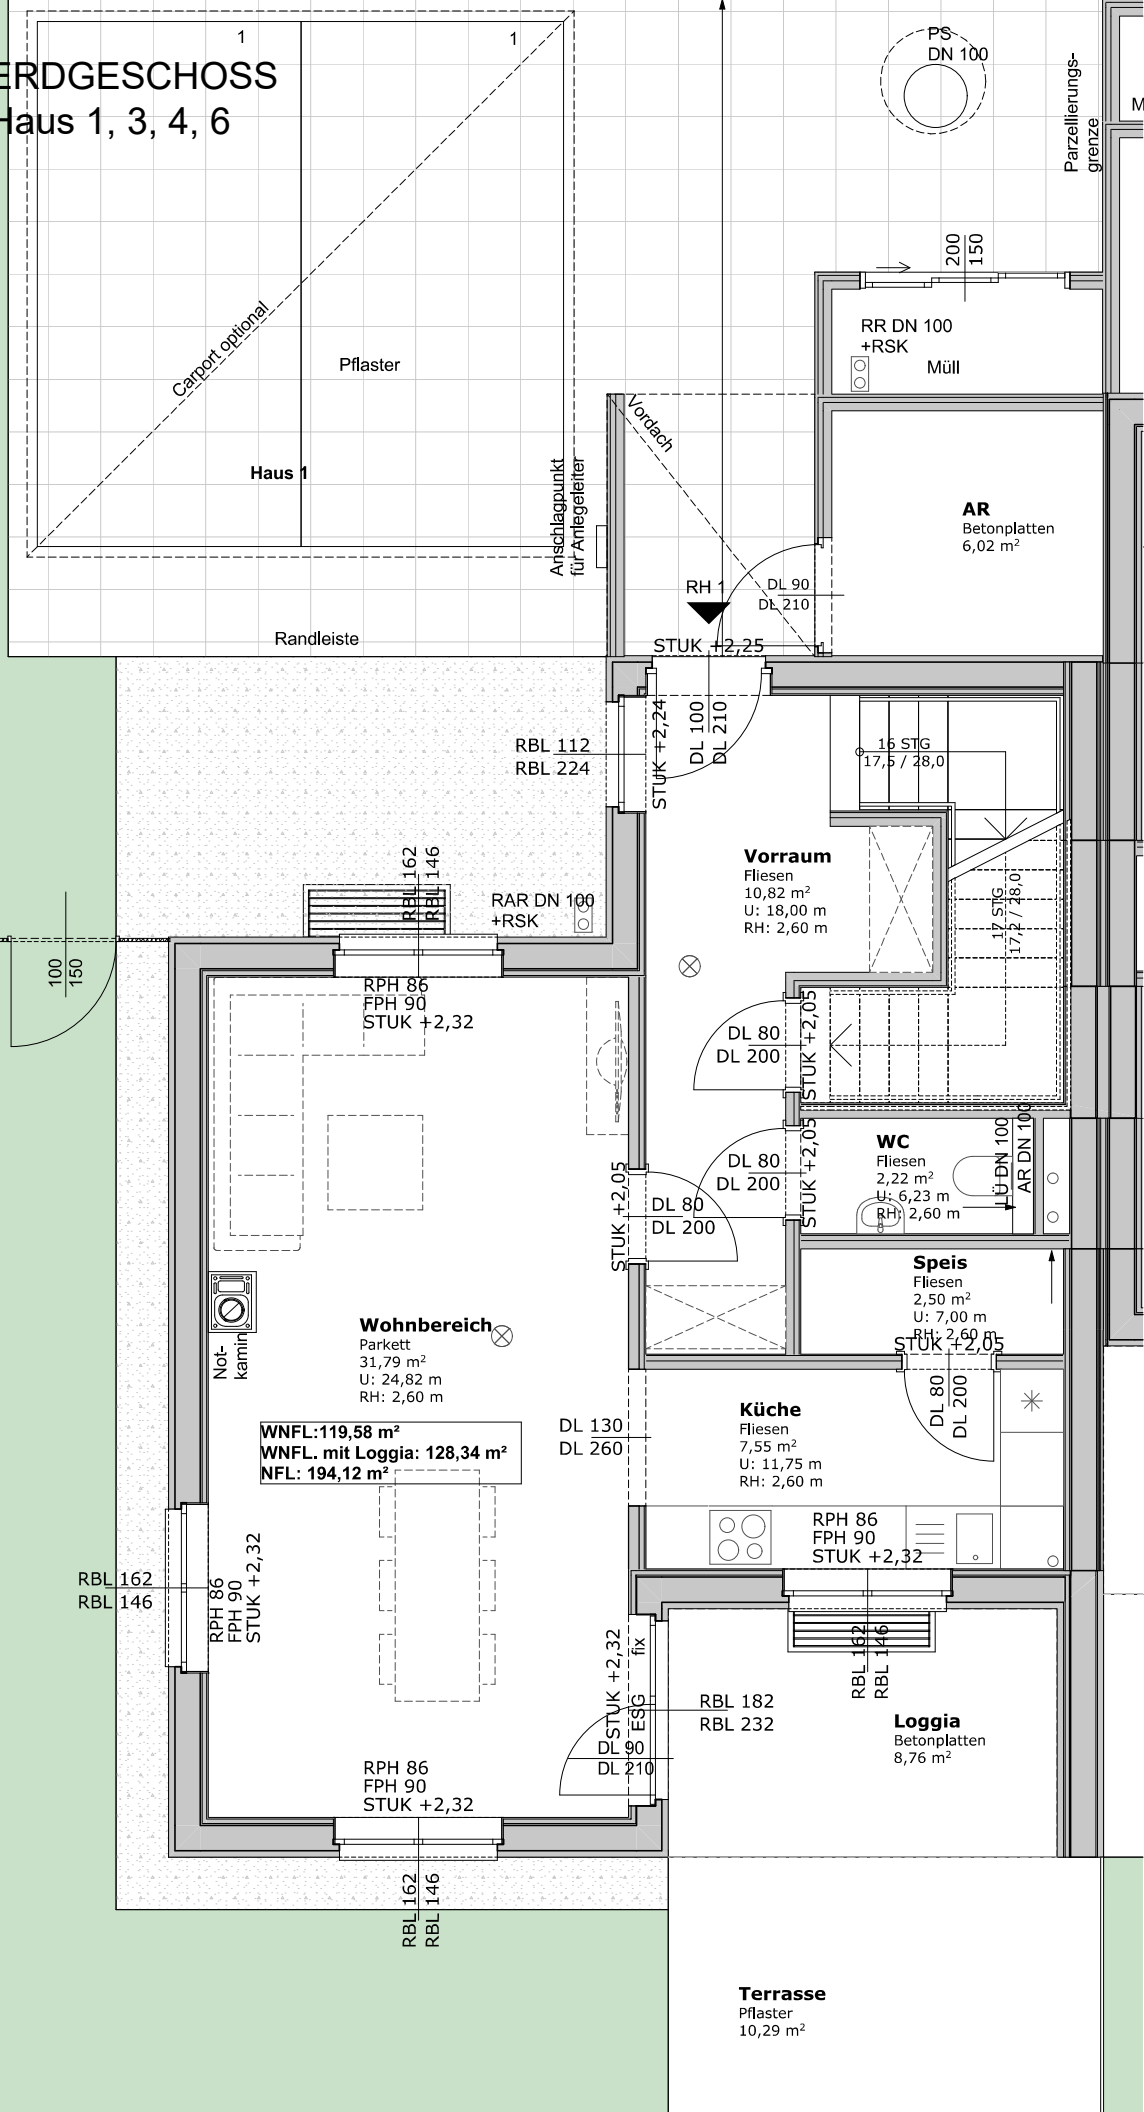 1
1
ERDGESCHOSS
Haus 1, 3, 4, 6
PS
DN 100
Parzellierungs-
grenze
M
200
150
Carport optional
Pflaster
RR DN 100
+RSK
Müll
Vordach
Haus 1
Anschlagpunkt
für Anlegeleiter
AR
Betonplatten
6,02 m²
RH 1
DL 90
DL 210
Randleiste
STUK +2,25
DL 100
DL 210
STUK +2,24
RBL 112
RBL 224
16 STG
17,5 / 28,0
Vorraum
Fliesen
10,82 m²
U: 18,00 m
RH: 2,60 m
RBL 162
RBL 146
RAR DN 100
+RSK
17 STG
17,2 / 28,0
100
150
RPH 86
FPH 90
STUK +2,32
DL 80
DL 200
STUK +2,05
WC
Fliesen
2,22 m²
U: 6,23 m
RH: 2,60 m
LÜ DN 100
AR DN 100
DL 80
DL 200
STUK +2,05
STUK +2,05
DL 80
DL 200
Speis
Fliesen
2,50 m²
U: 7,00 m
RH: 2,60 m
STUK +2,05
DL 80
DL 200
Not-
kamin
Wohnbereich
Parkett
31,79 m²
U: 24,82 m
RH: 2,60 m
WNFL:119,58 m²
WNFL. mit Loggia: 128,34 m²
NFL: 194,12 m²
DL 130
DL 260
Küche
Fliesen
7,55 m²
U: 11,75 m
RH: 2,60 m
RPH 86
FPH 90
STUK +2,32
RBL 162
RBL 146
RPH 86
FPH 90
STUK +2,32
RBL 162
RBL 146
STUK +2,32
fix
ESG
RBL 182
RBL 232
DL 90
DL 210
Loggia
Betonplatten
8,76 m²
RPH 86
FPH 90
STUK +2,32
RBL 162
RBL 146
Terrasse
Pflaster
10,29 m²